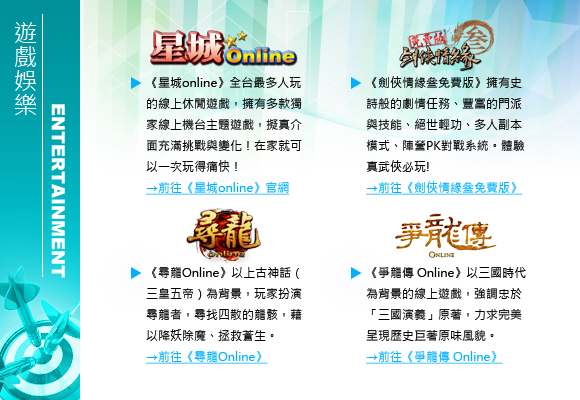 遊戲娛樂
ENTERTAINMENT
星城Online
《星城online》全台最多人玩
的線上休閒遊戲，擁有多款獨
家線上機台主題遊戲，擬真介
面充滿挑戰與變化！在家就可
以一次玩得痛快！
→前往《星城online》官網
免費版
劍俠情緣叁
《劍俠情緣叁免費版》擁有史
詩般的劇情任務、豐富的門派
與技能、絕世輕功、多人副本
模式、陣營PK對戰系統。體驗
真武俠必玩!
→前往《劍俠情緣叁免費版》
尋龍
Online
《尋龍Online》以上古神話（
三皇五帝）為背景，玩家扮演
尋龍者，尋找四散的龍骸，藉
以降妖除魔、拯救蒼生。
→前往《尋龍Online》
爭龍傳
ONLINE
《爭龍傳 Online》以三國時代
為背景的線上遊戲，強調忠於
「三國演義」原著，力求完美
呈現歷史巨著原味風貌。
→前往《爭龍傳 Online》